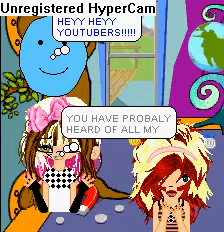 Unregistered HyperCam
HEYY HEYY
YOUTUBERS!!!!!
YOU HAVE PROBALY
HEARD OF ALL MY